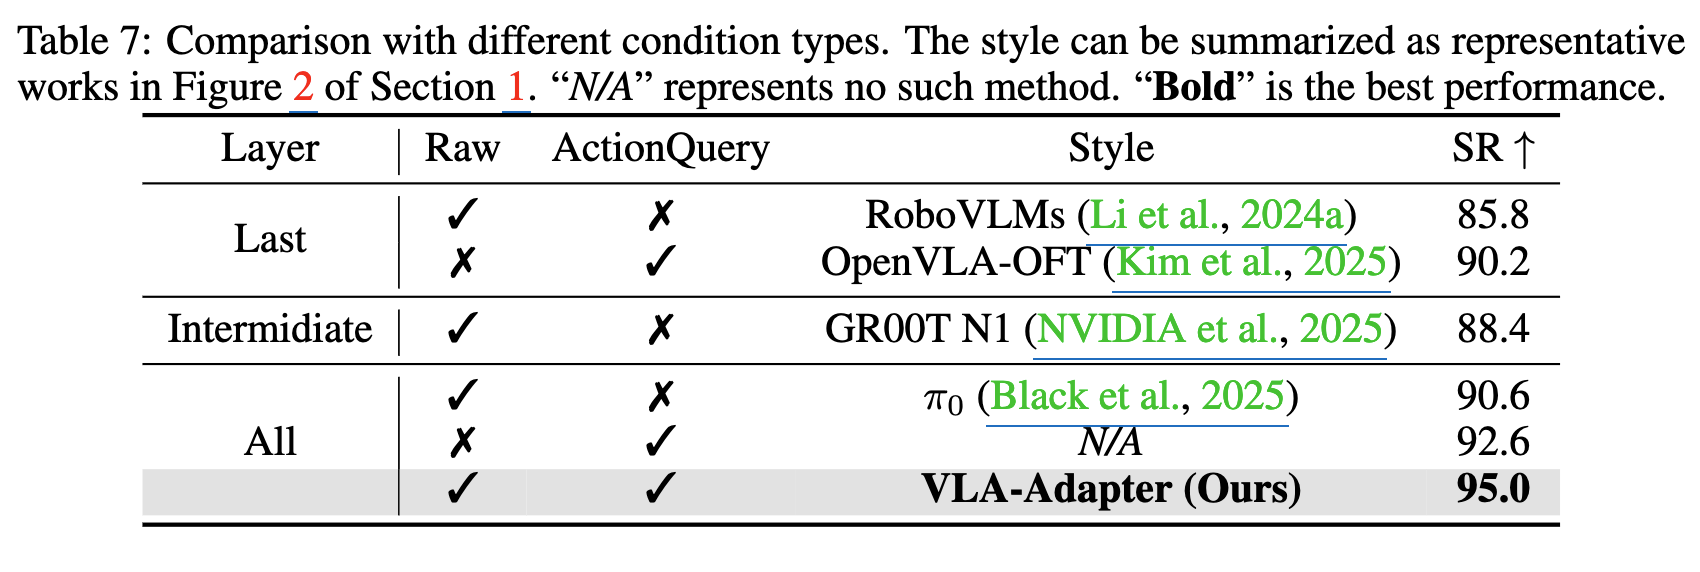 Table 7: Comparison with different condition types. The style can be summarized as representative
works in Figure 2 of Section 1. “N/A” represents no such method. “Bold” is the best performance.
Layer Raw ActionQuery Style SR ↑
Last ✓ ✗ RoboVLMs (Li et al., 2024a) 85.8
✗ ✓ OpenVLA-OFT (Kim et al., 2025) 90.2
Intermidiate ✓ ✗ GR00T N1 (NVIDIA et al., 2025) 88.4
All ✓ ✗ π0 (Black et al., 2025) 90.6
✗ ✓ N/A 92.6
✓ ✓ VLA-Adapter (Ours) 95.0